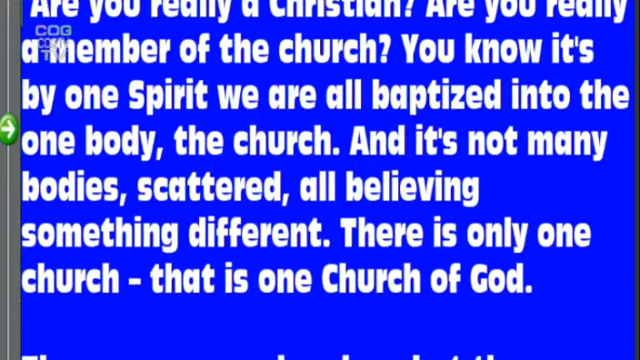 Are you really a Christian? Are you really
a member of the church? You know it's
by one Spirit we are all baptized into the
one body, the church. And it's not many
bodies, scattered, all believing
something different. There is only one
church – that is one Church of God.
COG
TV